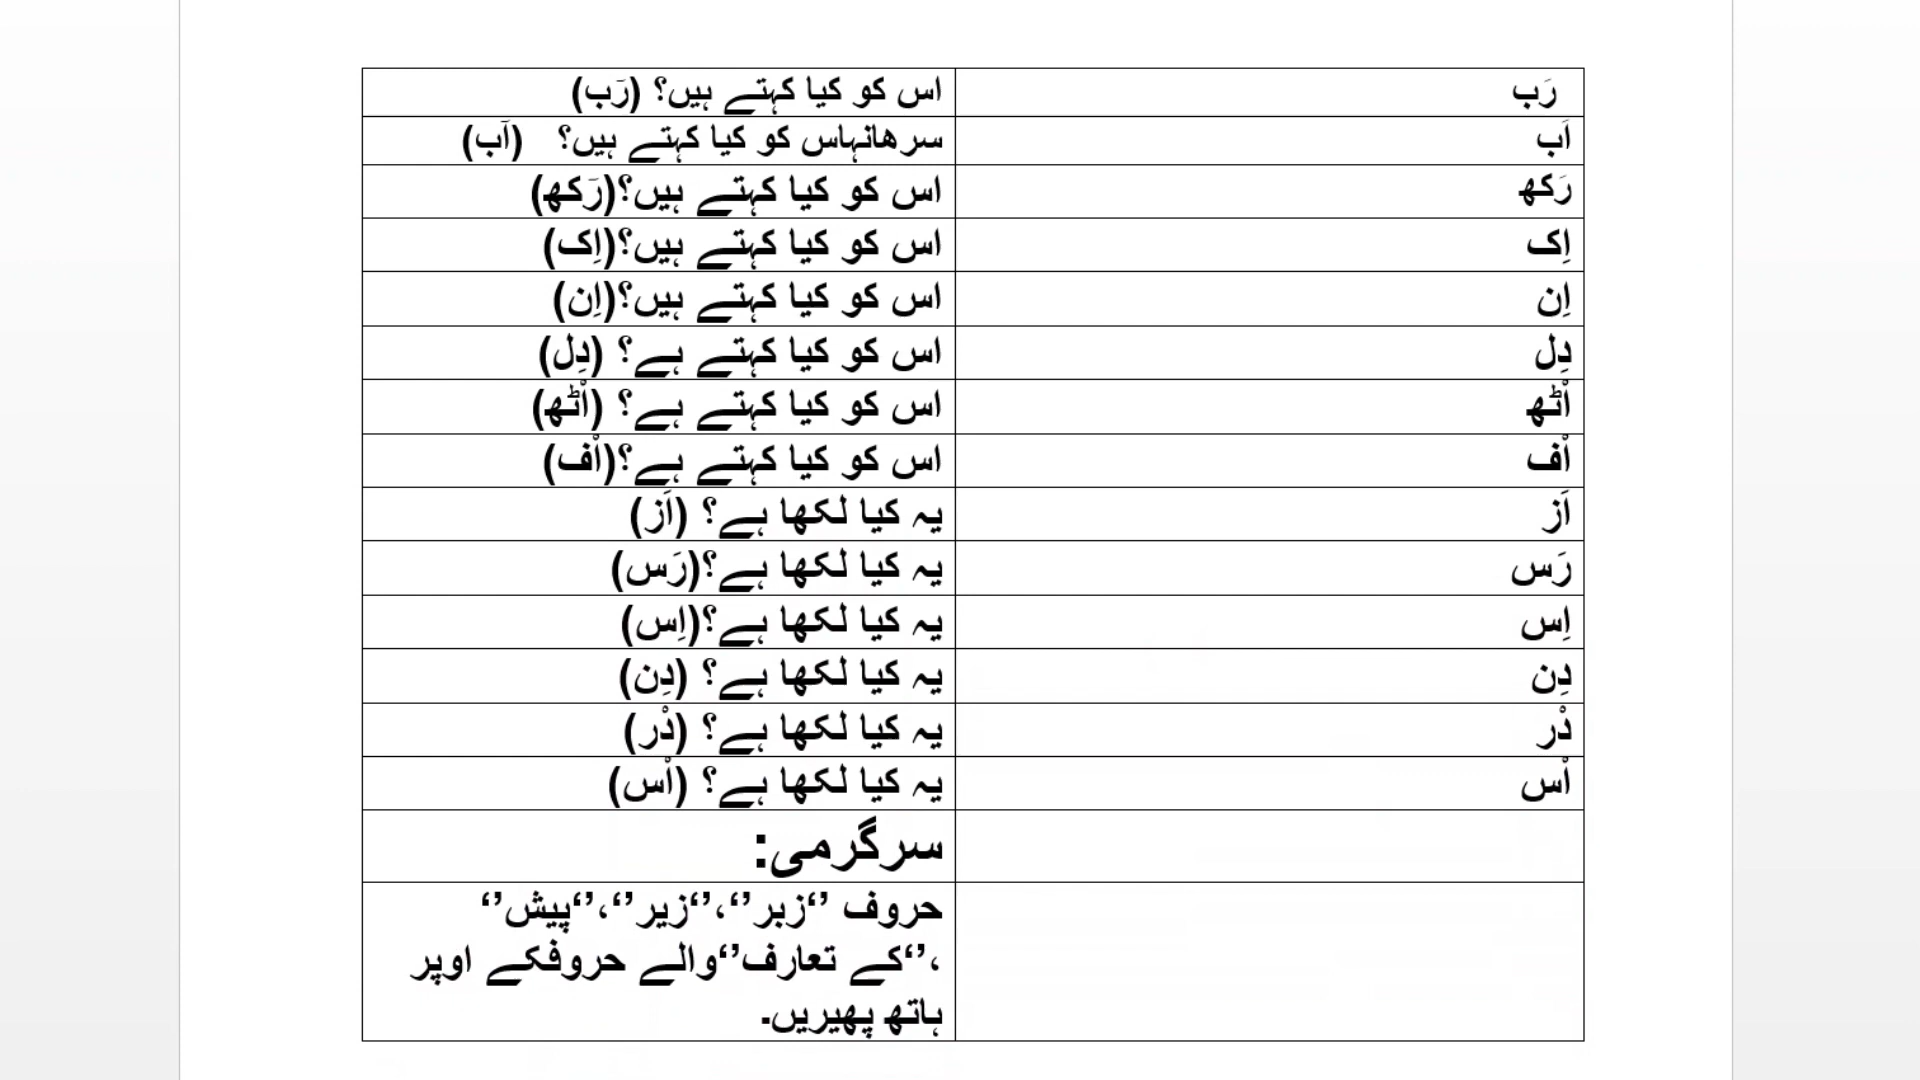 رَب
اس کو کیا کہتے ہیں؟ (رَب)
اَب
سرھانہاس کو کیا کہتے ہیں؟ (اَب)
رَکھ
اس کو کیا کہتے ہیں؟(رَکھ)
اِک
اس کو کیا کہتے ہیں؟(اِک)
اِن
اس کو کیا کہتے ہیں؟(اِن)
دِل
اس کو کیا کہتے ہے؟ (دِل)
اْٹھ
اس کو کیا کہتے ہے؟ (اْٹھ)
اْف
اس کو کیا کہتے ہے؟(اْف)
اَز
یہ کیا لکھا ہے؟ (اَز)
رَس
یہ کیا لکھا ہے؟(رَس)
اِس
یہ کیا لکھا ہے؟(اِس)
دِن
یہ کیا لکھا ہے؟ (دِن)
دْر
یہ کیا لکھا ہے؟ (دْر)
اْس
یہ کیا لکھا ہے؟ (اْس)
سرگرمی:
حروف ’‘زبر’‘،’‘زیر’‘،’‘پیش’‘
،’‘کے تعارف’‘والے حروفکے اوپر
ہاتھ پھیریں۔